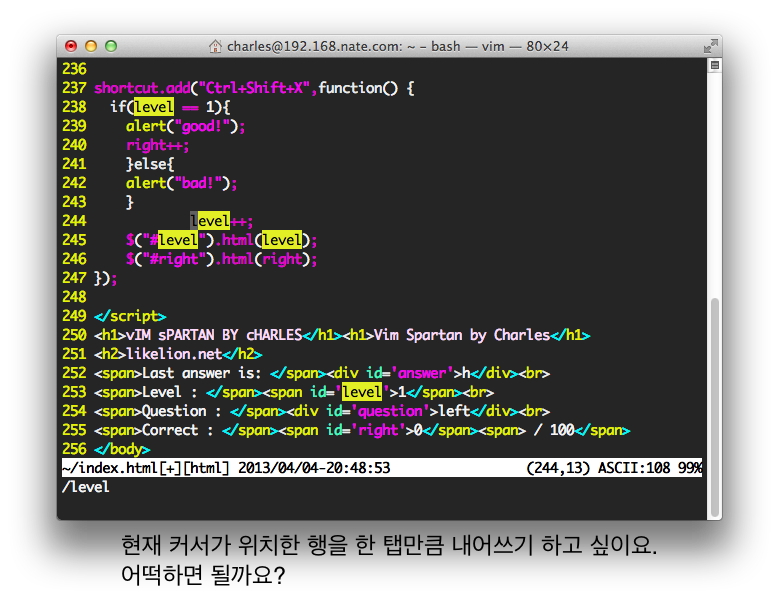 charles@192.168.nate.com: ~ – bash — vim — 80×24
236
237 shortcut.add("Ctrl+Shift+X",function() {
238   if(level == 1){
239     alert("good!");
240     right++;
241     }else{
242     alert("bad!");
243     }
244             level++;
245     $("#level").html(level);
246     $("#right").html(right);
247 });
248
249 </script>
250 <h1>vIM sPARTAN BY cHARLES</h1><h1>Vim Spartan by Charles</h1>
251 <h2>likelion.net</h2>
252 <span>Last answer is: </span><div id='answer'>h</div><br>
253 <span>Level : </span><span id='level'>1</span><br>
254 <span>Question : </span><div id='question'>left</div><br>
255 <span>Correct : </span><span id='right'>0</span><span> / 100</span>
256 </body>
~/index.html[+][html] 2013/04/04-20:48:53 (244,13) ASCII:108 99%
/level
현재 커서가 위치한 행을 한 탭만큼 내어쓰기 하고 싶이요.
어떡하면 될까요?